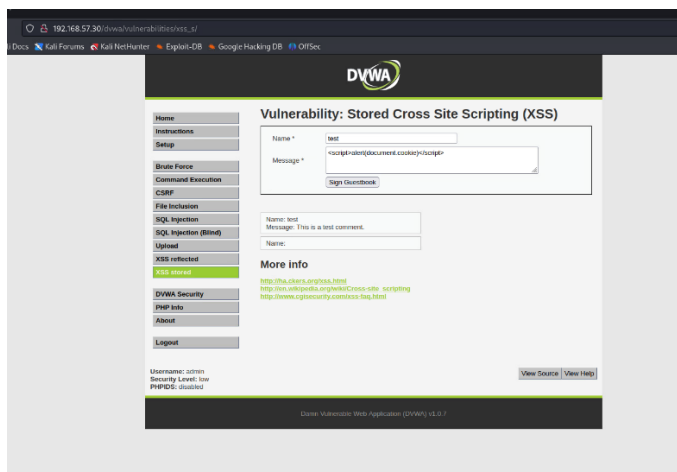 192.168.57.30/dvwa/vulnerabilities/xss_s/
li Docs Kali Forums Kali NetHunter Exploit-DB Google Hacking DB OffSec
DVWA
Home
Instructions
Setup
Brute Force
Command Execution
CSRF
File Inclusion
SQL Injection
SQL Injection (Blind)
Upload
XSS reflected
XSS stored
DVWA Security
PHP Info
About
Logout
Vulnerability: Stored Cross Site Scripting (XSS)
Name * test
Message * <script>alert(document.cookie)</script>
Sign Guestbook
Name: test
Message: This is a test comment.
Name:
More info
http://ha.ckers.org/xss.html
http://en.wikipedia.org/wiki/Cross-site_scripting
http://www.cgisecurity.com/xss-faq.html
Username: admin
Security Level: low
PHPIDS: disabled
View Source View Help
Damn Vulnerable Web Application (DVWA) v1.0.7